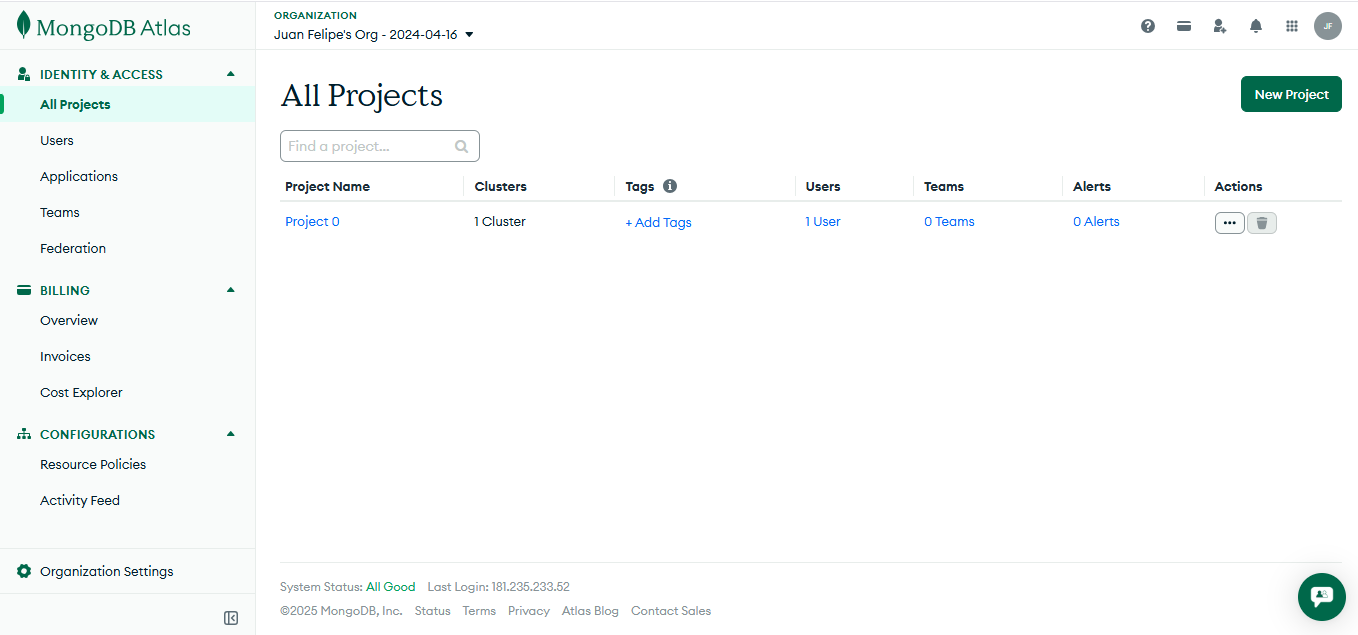 MongoDB Atlas
ORGANIZATION
Juan Felipe's Org - 2024-04-16
JF
IDENTITY & ACCESS
All Projects
Users
Applications
Teams
Federation
BILLING
Overview
Invoices
Cost Explorer
CONFIGURATIONS
Resource Policies
Activity Feed
Organization Settings
All Projects
New Project
Find a project...
Project Name Clusters Tags Users Teams Alerts Actions
Project 0 1 Cluster + Add Tags 1 User 0 Teams 0 Alerts
System Status: All Good Last Login: 181.235.233.52
©2025 MongoDB, Inc. Status Terms Privacy Atlas Blog Contact Sales